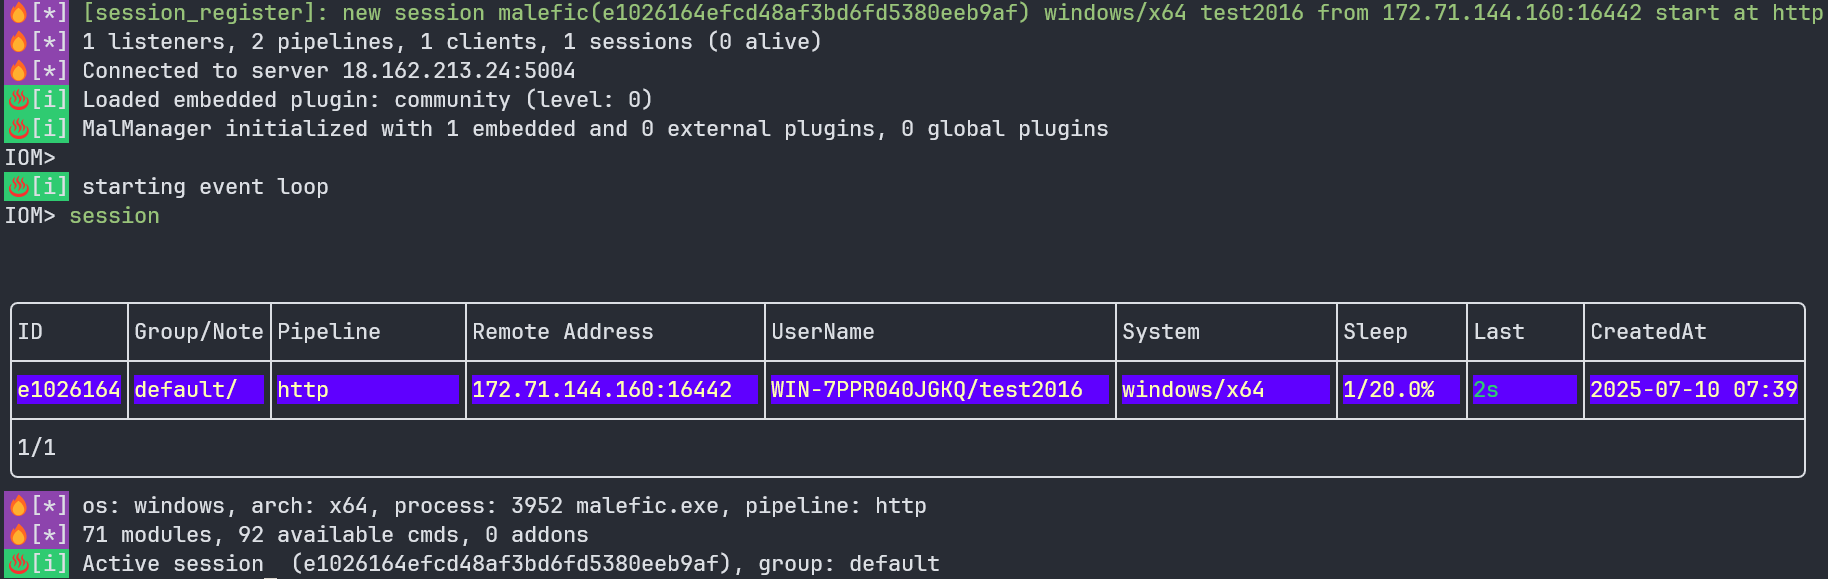 [*] [session_register]: new session malefic(e1026164efcd48af3bd6fd5380eeb9af) windows/x64 test2016 from 172.71.144.160:16442 start at http
[*] 1 listeners, 2 pipelines, 1 clients, 1 sessions (0 alive)
[*] Connected to server 18.162.213.24:5004
[i] Loaded embedded plugin: community (level: 0)
[i] MalManager initialized with 1 embedded and 0 external plugins, 0 global plugins
IOM>
[i] starting event loop
IOM> session
ID Group/Note Pipeline Remote Address UserName System Sleep Last CreatedAt
e1026164 default/ http 172.71.144.160:16442 WIN-7PPR040JGKQ/test2016 windows/x64 1/20.0% 2s 2025-07-10 07:39
1/1
[*] os: windows, arch: x64, process: 3952 malefic.exe, pipeline: http
[*] 71 modules, 92 available cmds, 0 addons
[i] Active session  (e1026164efcd48af3bd6fd5380eeb9af), group: default